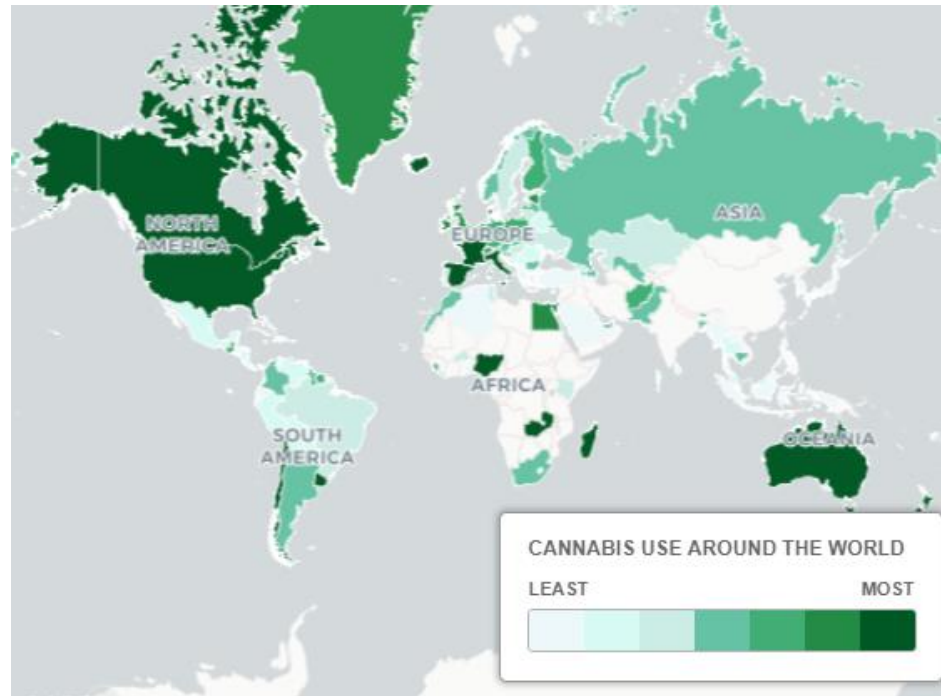 NORTH
AMERICA
EUROPE
ASIA
AFRICA
SOUTH
AMERICA
OCEANIA
CANNABIS USE AROUND THE WORLD
LEAST MOST